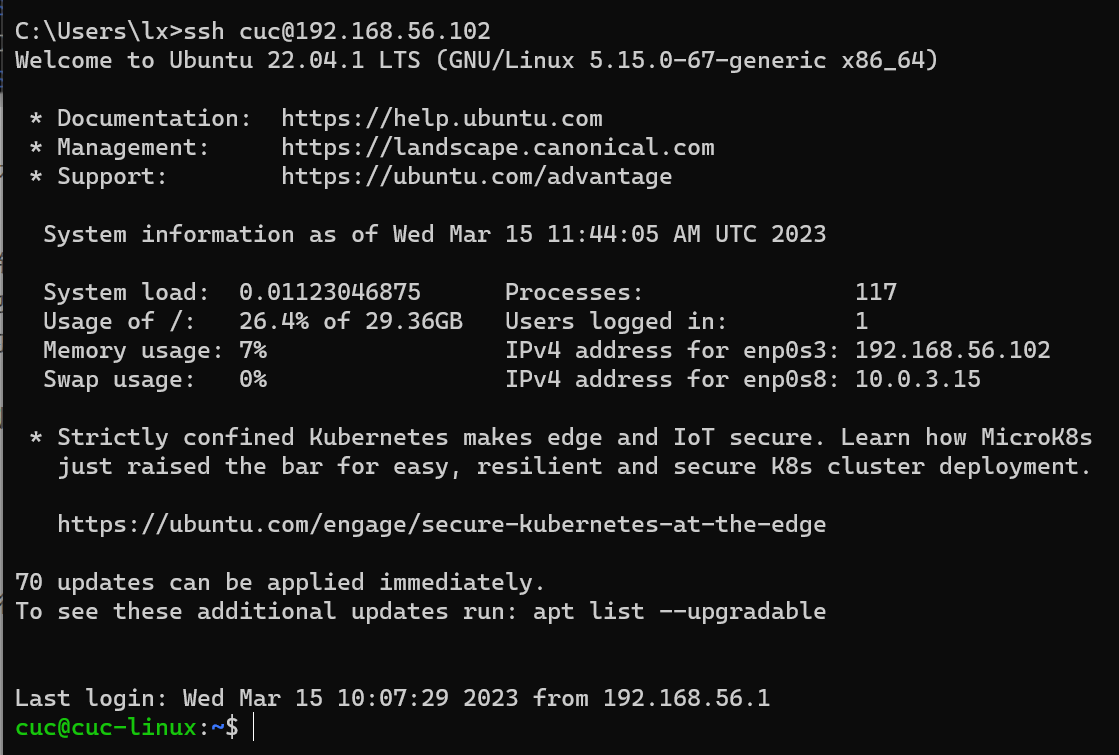 C:\Users\lx>ssh cuc@192.168.56.102
Welcome to Ubuntu 22.04.1 LTS (GNU/Linux 5.15.0-67-generic x86_64)
 * Documentation:  https://help.ubuntu.com
 * Management:     https://landscape.canonical.com
 * Support:        https://ubuntu.com/advantage
  System information as of Wed Mar 15 11:44:05 AM UTC 2023
  System load:  0.01123046875      Processes:               117
  Usage of /:   26.4% of 29.36GB   Users logged in:         1
  Memory usage: 7%                 IPv4 address for enp0s3: 192.168.56.102
  Swap usage:   0%                 IPv4 address for enp0s8: 10.0.3.15
 * Strictly confined Kubernetes makes edge and IoT secure. Learn how MicroK8s
   just raised the bar for easy, resilient and secure K8s cluster deployment.
   https://ubuntu.com/engage/secure-kubernetes-at-the-edge
70 updates can be applied immediately.
To see these additional updates run: apt list --upgradable
Last login: Wed Mar 15 10:07:29 2023 from 192.168.56.1
cuc@cuc-linux:~$